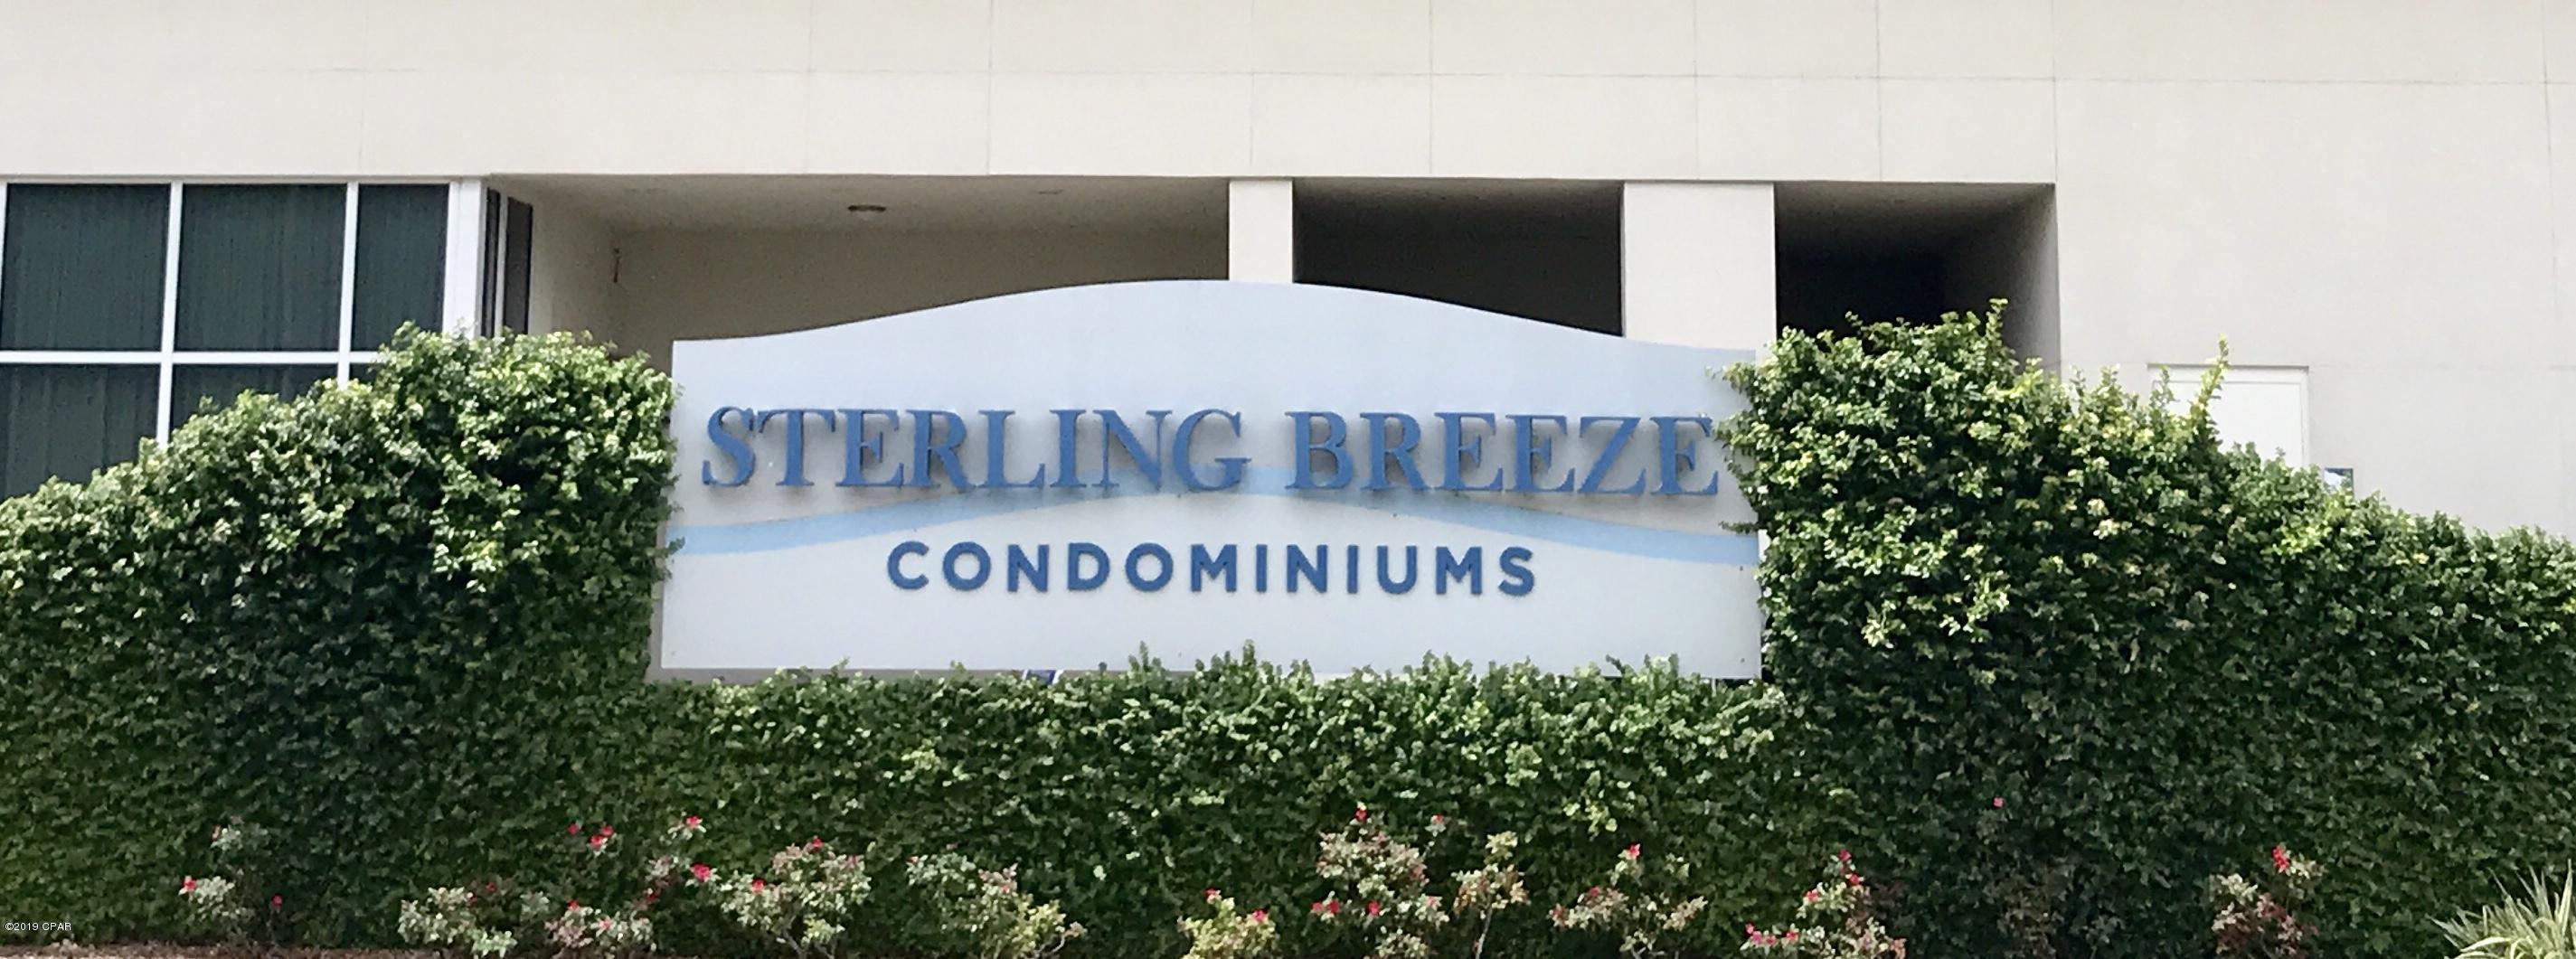 STERLING BREEZE
CONDOMINIUMS
©2019 CPAR